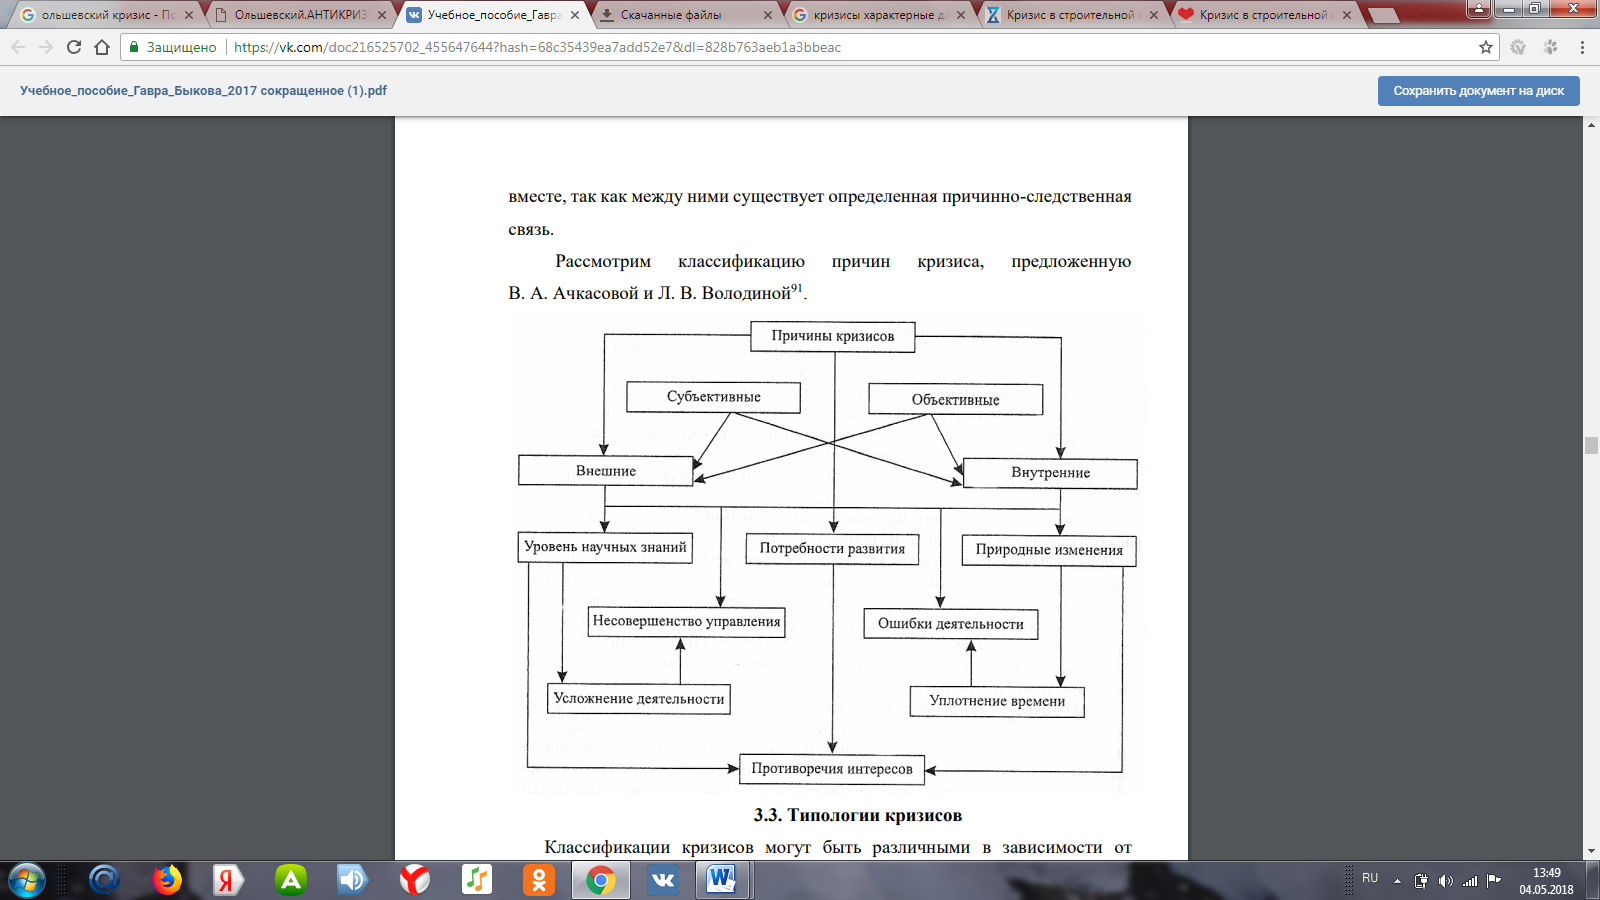 ольшевский кризис - По
Ольшевский.АНТИКРИЗ
Учебное_пособие_Гавра
Скачанные файлы
кризисы характерные д
Кризис в строительной
Кризис в строительной
Защищено
https://vk.com/doc216525702_455647644?hash=68c35439ea7add52e7&dl=828b763aeb1a3bbeac
Учебное_пособие_Гавра_Быкова_2017 сокращенное (1).pdf
Сохранить документ на диск
вместе, так как между ними существует определенная причинно-следственная
связь.
Рассмотрим классификацию причин кризиса, предложенную
В. А. Ачкасовой и Л. В. Володиной91.
Причины кризисов
Субъективные
Объективные
Внешние
Внутренние
Уровень научных знаний
Потребности развития
Природные изменения
Несовершенство управления
Ошибки деятельности
Усложнение деятельности
Уплотнение времени
Противоречия интересов
3.3. Типологии кризисов
Классификации кризисов могут быть различными в зависимости от
RU
13:49
04.05.2018